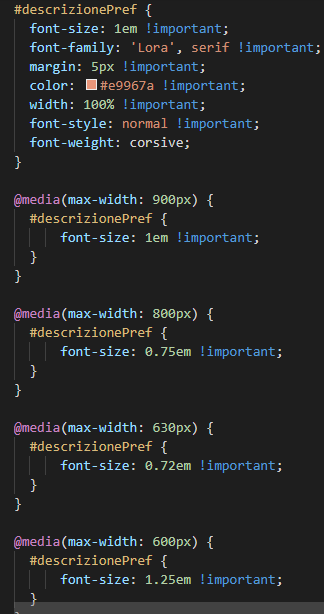 #descrizionePref {
font-size: 1em !important;
font-family: 'Lora', serif !important;
margin: 5px !important;
color: #e9967a !important;
width: 100% !important;
font-style: normal !important;
font-weight: corsive;
}
@media(max-width: 900px) {
#descrizionePref {
font-size: 1em !important;
}
}
@media(max-width: 800px) {
#descrizionePref {
font-size: 0.75em !important;
}
}
@media(max-width: 630px) {
#descrizionePref {
font-size: 0.72em !important;
}
}
@media(max-width: 600px) {
#descrizionePref {
font-size: 1.25em !important;
}